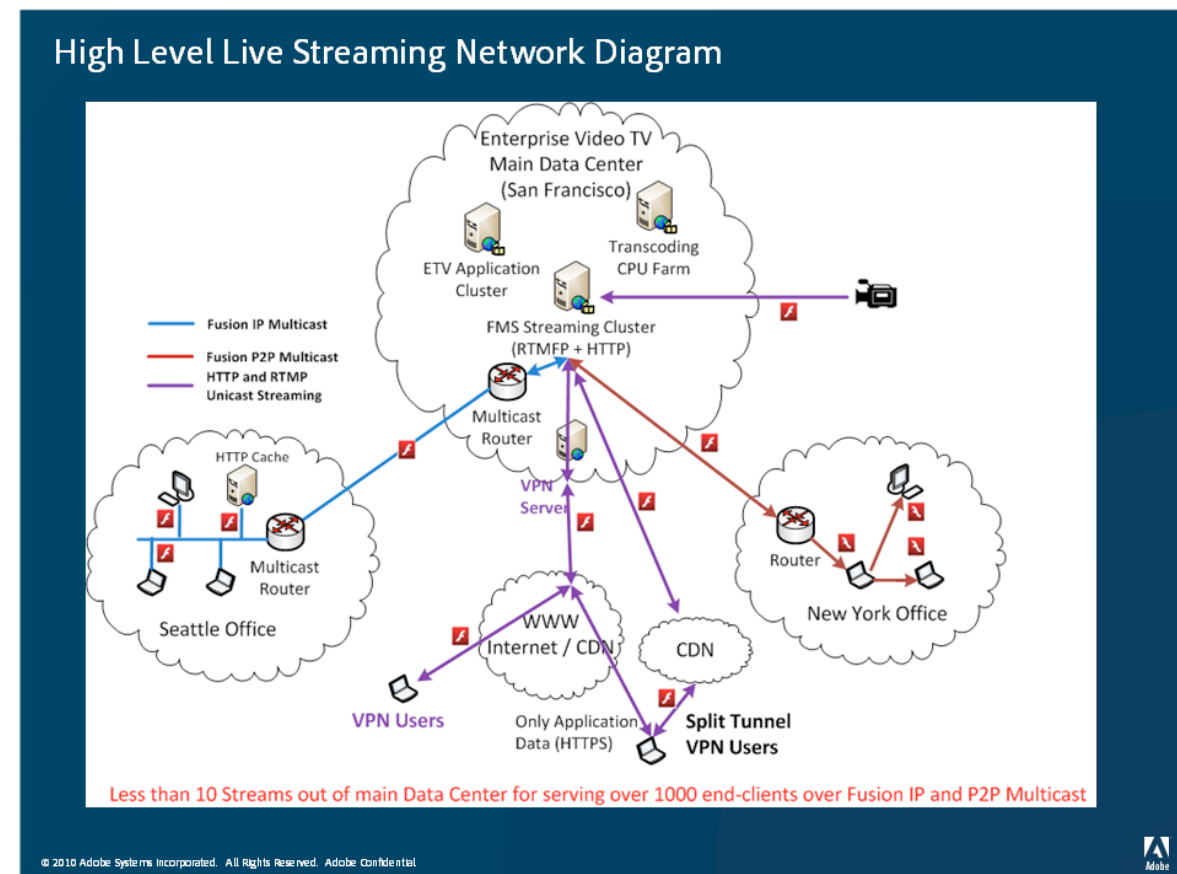 High Level Live Streaming Network Diagram
Enterprise Video TV
Main Data Center
(San Francisco)
ETV Application
Cluster
Transcoding
CPU Farm
FMS Streaming Cluster
(RTMFP + HTTP)
Fusion IP Multicast
Fusion P2P Multicast
HTTP and RTMP
Unicast Streaming
Multicast
Router
VPN
Server
HTTP Cache
Multicast
Router
Seattle Office
Router
New York Office
WWW
Internet / CDN
CDN
VPN Users
Only Application
Data (HTTPS)
Split Tunnel
VPN Users
Less than 10 Streams out of main Data Center for serving over 1000 end-clients over Fusion IP and P2P Multicast
© 2010 Adobe Systems Incorporated. All Rights Reserved. Adobe Confidential.
Adobe